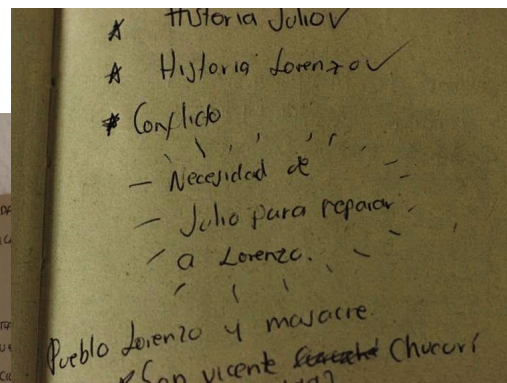 * Historia Julio✓
* Historia Lorenzo✓
* Conflicto
- Necesidad de
- Julio para reparar
a Lorenzo.
Pueblo Lorenzo y masacre.
* San vicente Chucurí